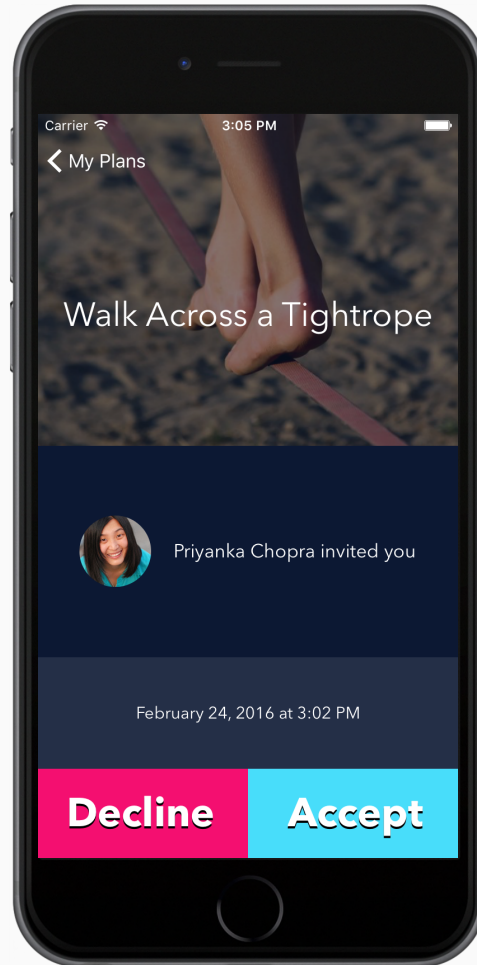 Carrier 3:05 PM
My Plans
Walk Across a Tightrope
Priyanka Chopra invited you
February 24, 2016 at 3:02 PM
Decline Accept